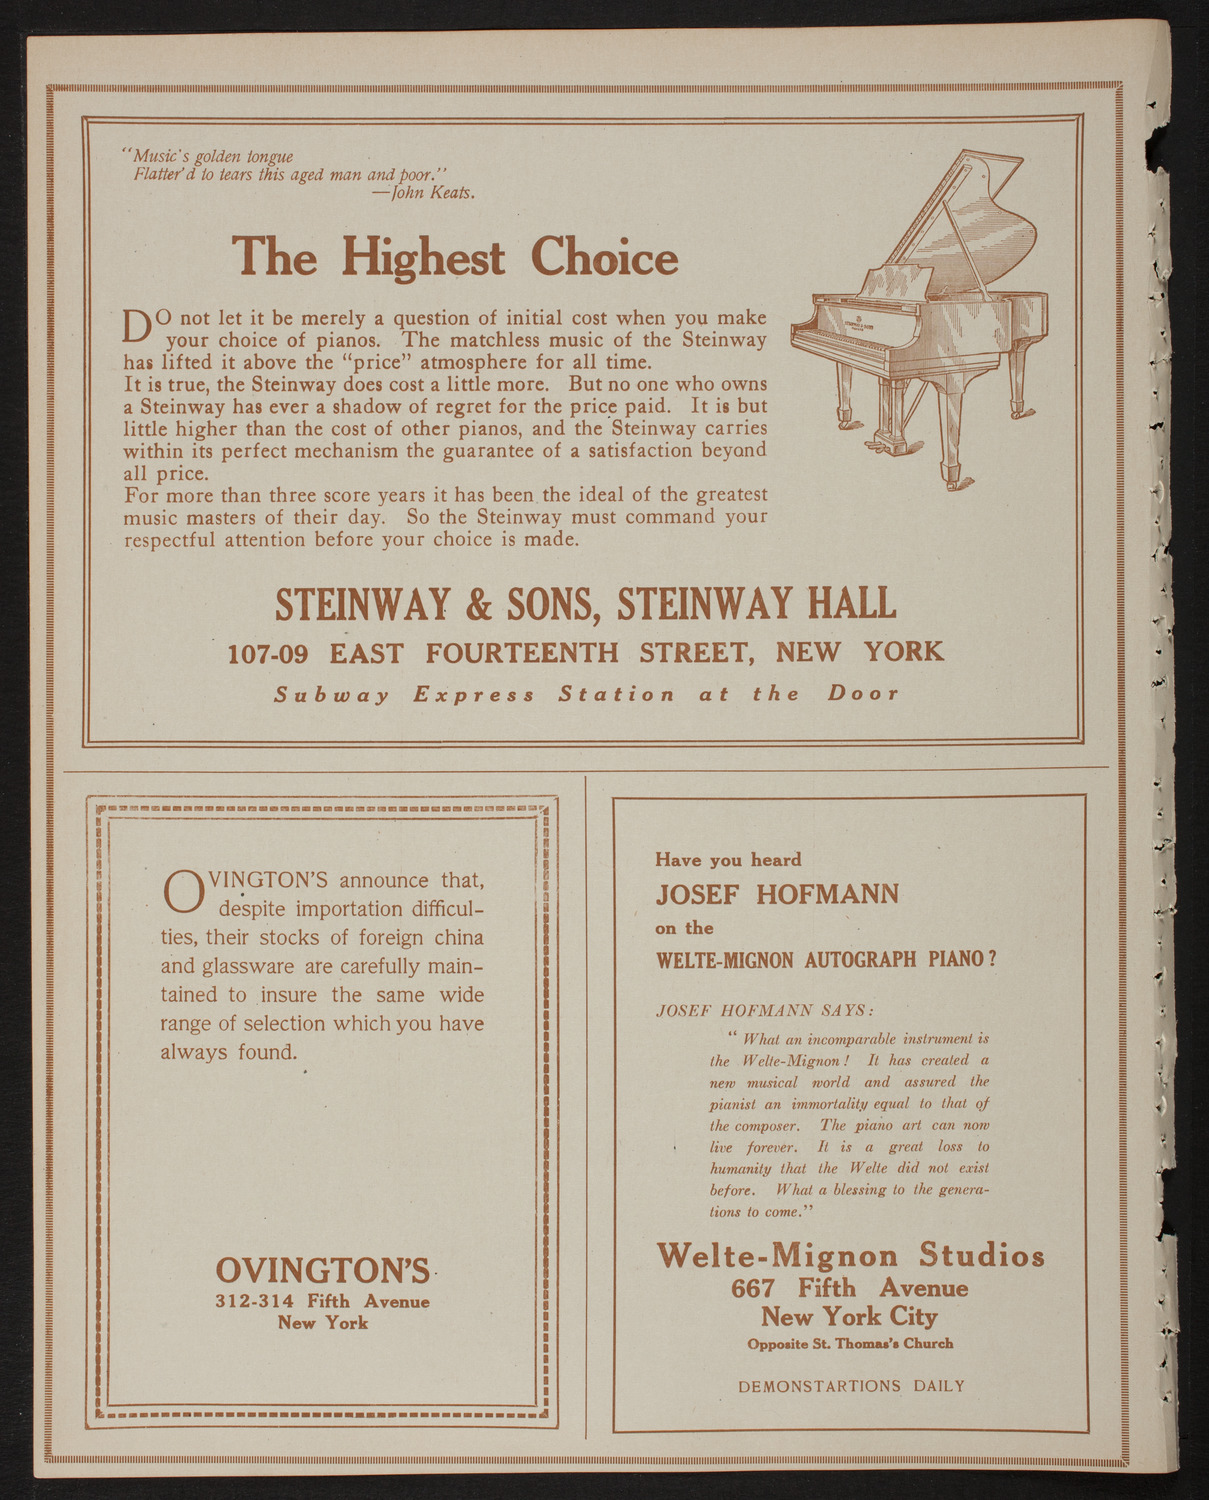 "Music's golden tongue
Flatter'd to tears this aged man and poor."
—John Keats.
The Highest Choice
DO not let it be merely a question of initial cost when you make
your choice of pianos. The matchless music of the Steinway
has lifted it above the "price" atmosphere for all time.
It is true, the Steinway does cost a little more. But no one who owns
a Steinway has ever a shadow of regret for the price paid. It is but
little higher than the cost of other pianos, and the Steinway carries
within its perfect mechanism the guarantee of a satisfaction beyond
all price.
For more than three score years it has been the ideal of the greatest
music masters of their day. So the Steinway must command your
respectful attention before your choice is made.
STEINWAY & SONS, STEINWAY HALL
107-09 EAST FOURTEENTH STREET, NEW YORK
Subway Express Station at the Door
OVINGTON'S announce that,
despite importation difficul-
ties, their stocks of foreign china
and glassware are carefully main-
tained to insure the same wide
range of selection which you have
always found.
OVINGTON'S
312-314 Fifth Avenue
New York
Have you heard
JOSEF HOFMANN
on the
WELTE-MIGNON AUTOGRAPH PIANO?
JOSEF HOFMANN SAYS:
"What an incomparable instrument is
the Welte-Mignon! It has created a
new musical world and assured the
pianist an immortality equal to that of
the composer. The piano art can now
live forever. It is a great loss to
humanity that the Welte did not exist
before. What a blessing to the genera-
tions to come."
Welte-Mignon Studios
667 Fifth Avenue
New York City
Opposite St. Thomas's Church
DEMONSTARTIONS DAILY